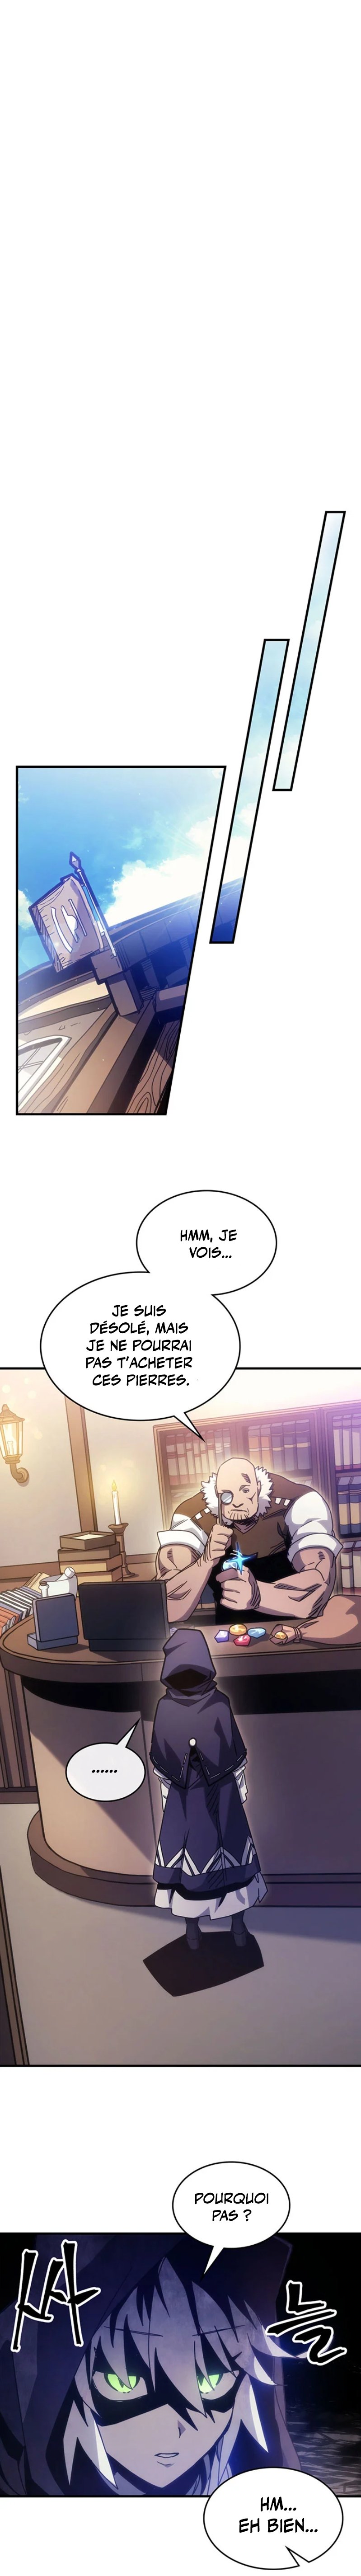 HMM, JE
VOIS...
JE SUIS
DÉSOLÉ, MAIS
JE NE POURRAI
PAS T'ACHETER
CES PIERRES.
......
POURQUOI
PAS ?
HM...
EH BIEN...